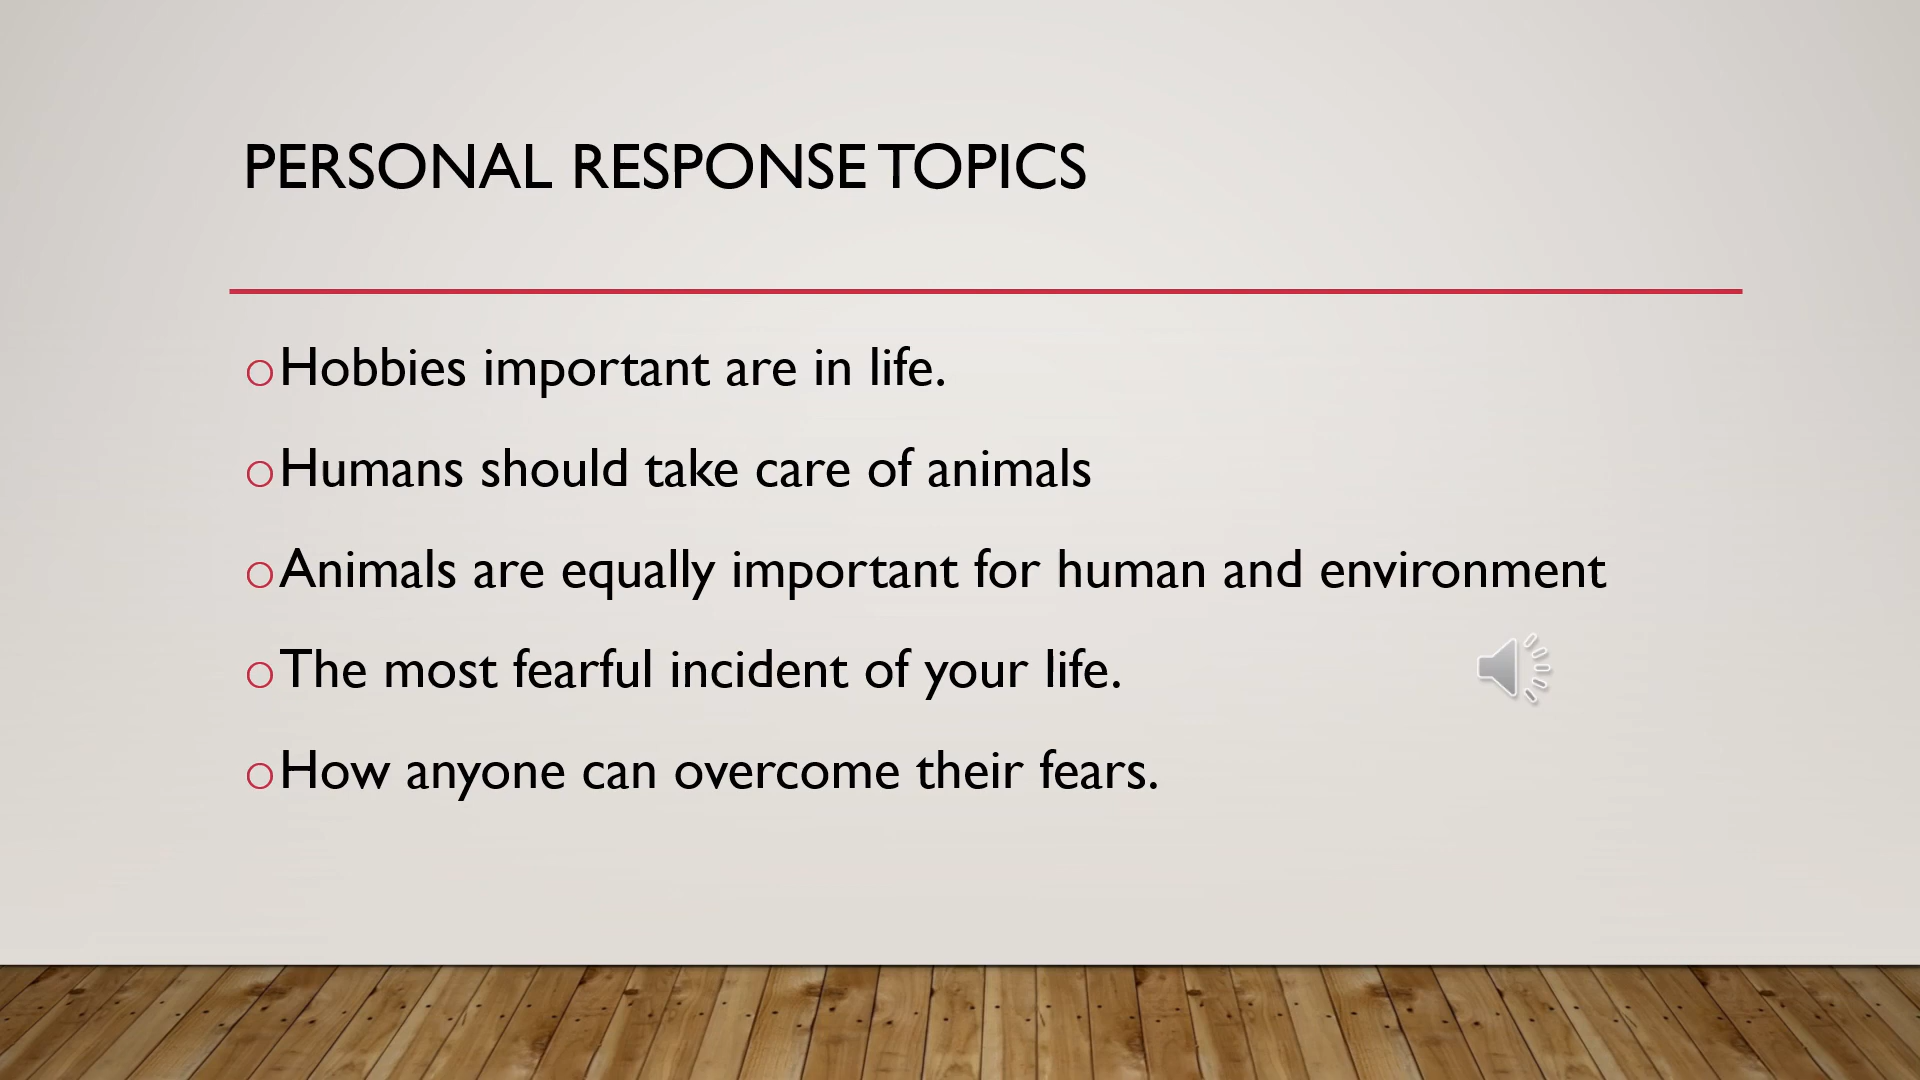 PERSONAL RESPONSE TOPICS
Hobbies important are in life.
Humans should take care of animals
Animals are equally important for human and environment
The most fearful incident of your life.
How anyone can overcome their fears.